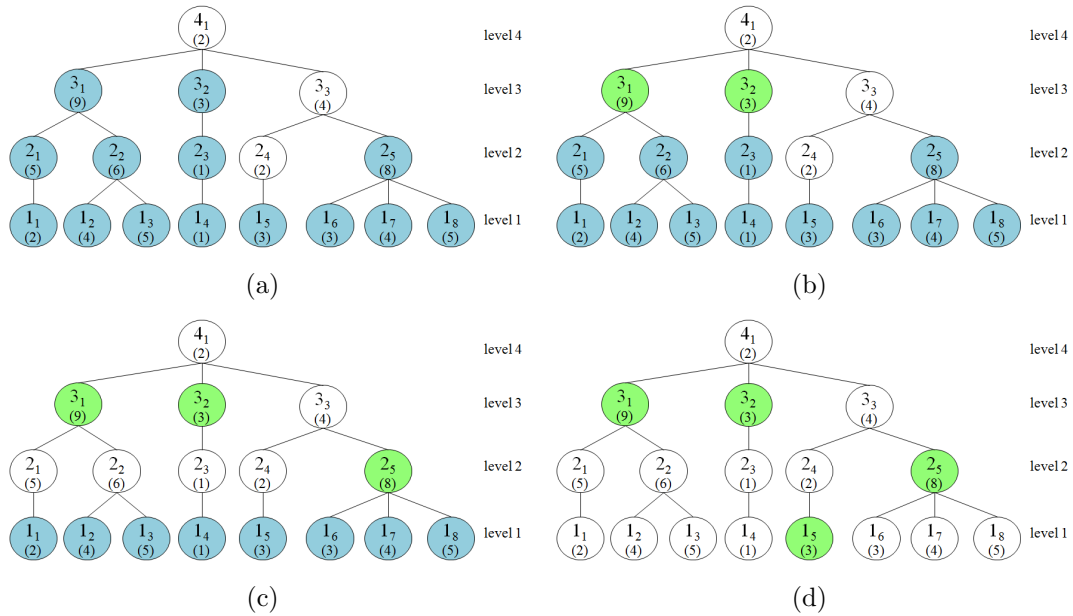 4₁
(2)
level 4
3₁ 3₂ 3₃
(9) (3) (4)
level 3
2₁ 2₂ 2₃ 2₄ 2₅
(5) (6) (1) (2) (8)
level 2
1₁ 1₂ 1₃ 1₄ 1₅ 1₆ 1₇ 1₈
(2) (4) (5) (1) (3) (3) (4) (5)
level 1
(a)
4₁
(2)
level 4
3₁ 3₂ 3₃
(9) (3) (4)
level 3
2₁ 2₂ 2₃ 2₄ 2₅
(5) (6) (1) (2) (8)
level 2
1₁ 1₂ 1₃ 1₄ 1₅ 1₆ 1₇ 1₈
(2) (4) (5) (1) (3) (3) (4) (5)
level 1
(b)
4₁
(2)
level 4
3₁ 3₂ 3₃
(9) (3) (4)
level 3
2₁ 2₂ 2₃ 2₄ 2₅
(5) (6) (1) (2) (8)
level 2
1₁ 1₂ 1₃ 1₄ 1₅ 1₆ 1₇ 1₈
(2) (4) (5) (1) (3) (3) (4) (5)
level 1
(c)
4₁
(2)
level 4
3₁ 3₂ 3₃
(9) (3) (4)
level 3
2₁ 2₂ 2₃ 2₄ 2₅
(5) (6) (1) (2) (8)
level 2
1₁ 1₂ 1₃ 1₄ 1₅ 1₆ 1₇ 1₈
(2) (4) (5) (1) (3) (3) (4) (5)
level 1
(d)